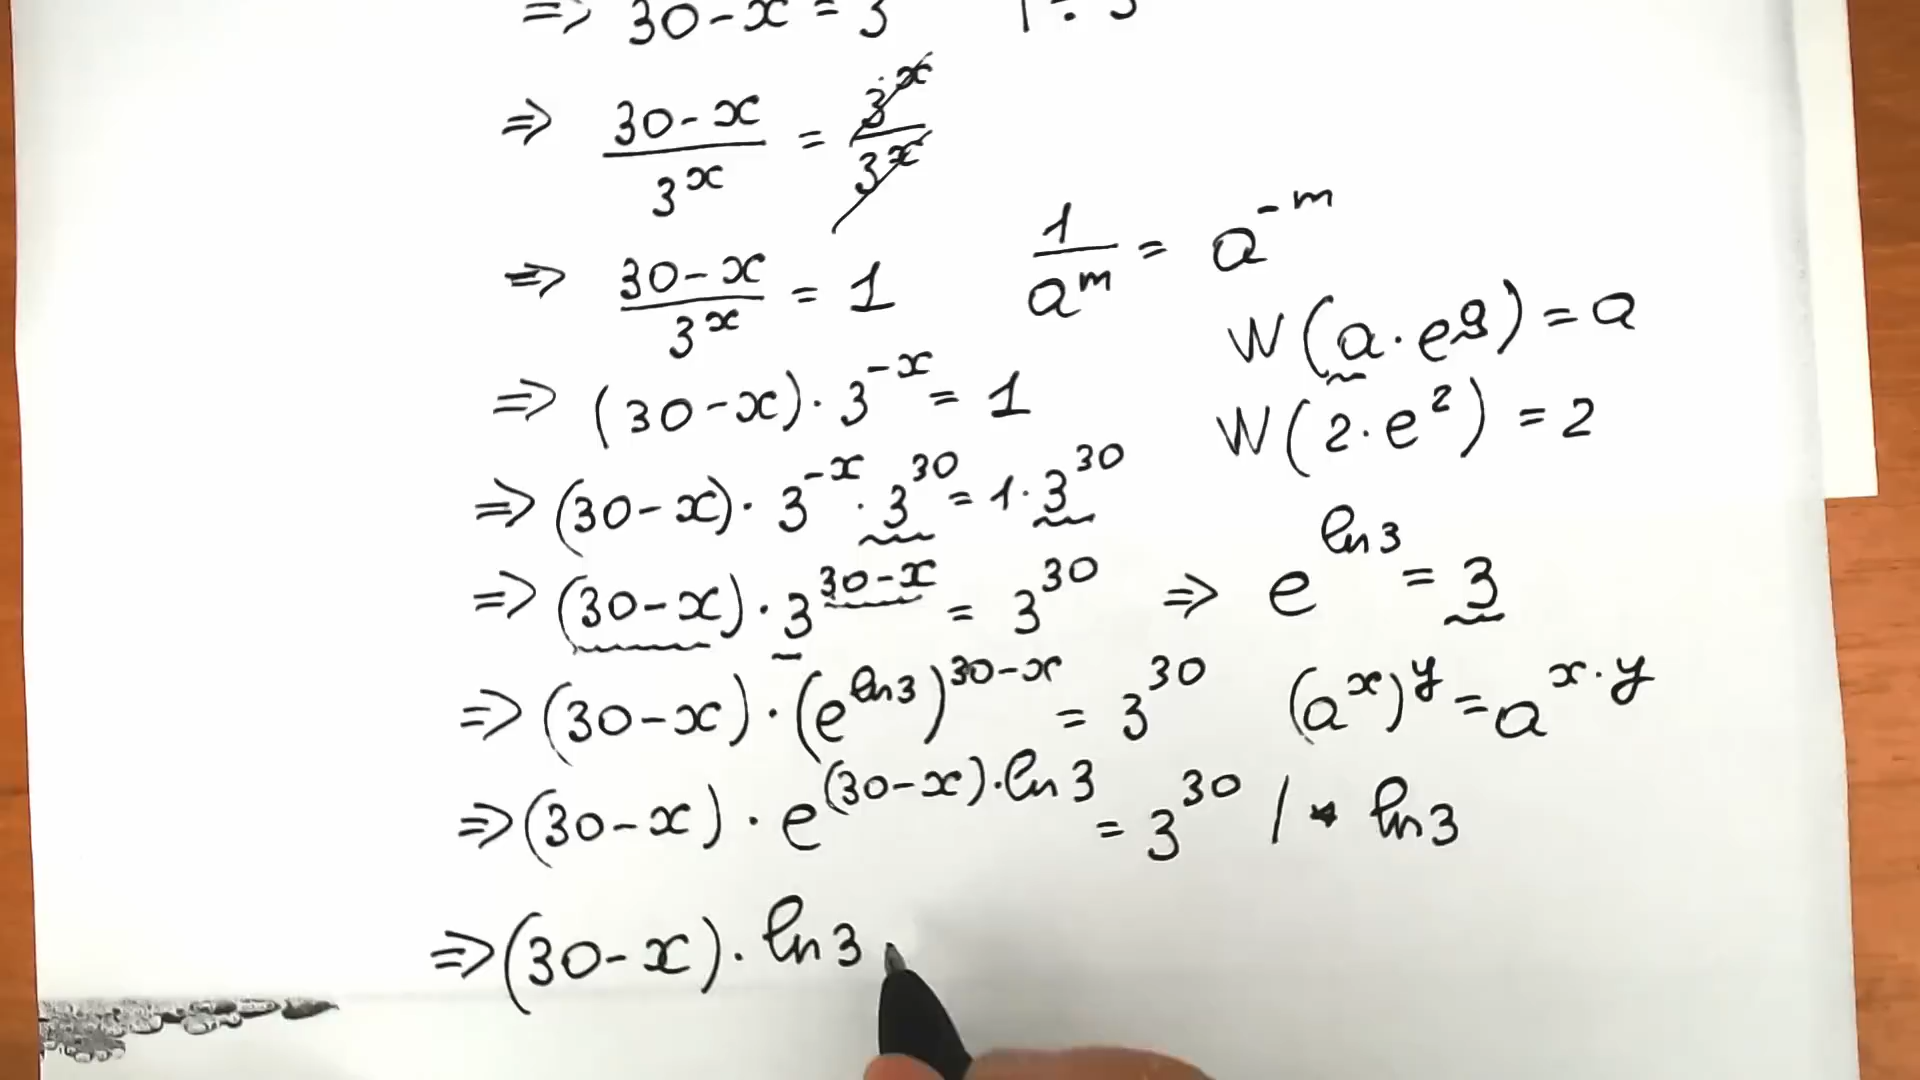 ⇒ 30-x = 3
⇒ (30-x)/3^x = 3^x/3^x
1/a^m = a^-m
⇒ (30-x)/3^x = 1
W(a·e^a) = a
⇒ (30-x)·3^-x = 1
W(2·e^2) = 2
⇒ (30-x)·3^-x·3^30 = 1·3^30
⇒ (30-x)·3^(30-x) = 3^30 ⇒ e^ln3 = 3
⇒ (30-x)·(e^ln3)^(30-x) = 3^30 (a^x)^y = a^x·y
⇒ (30-x)·e^(30-x)·ln3 = 3^30 / · ln3
⇒ (30-x)·ln3